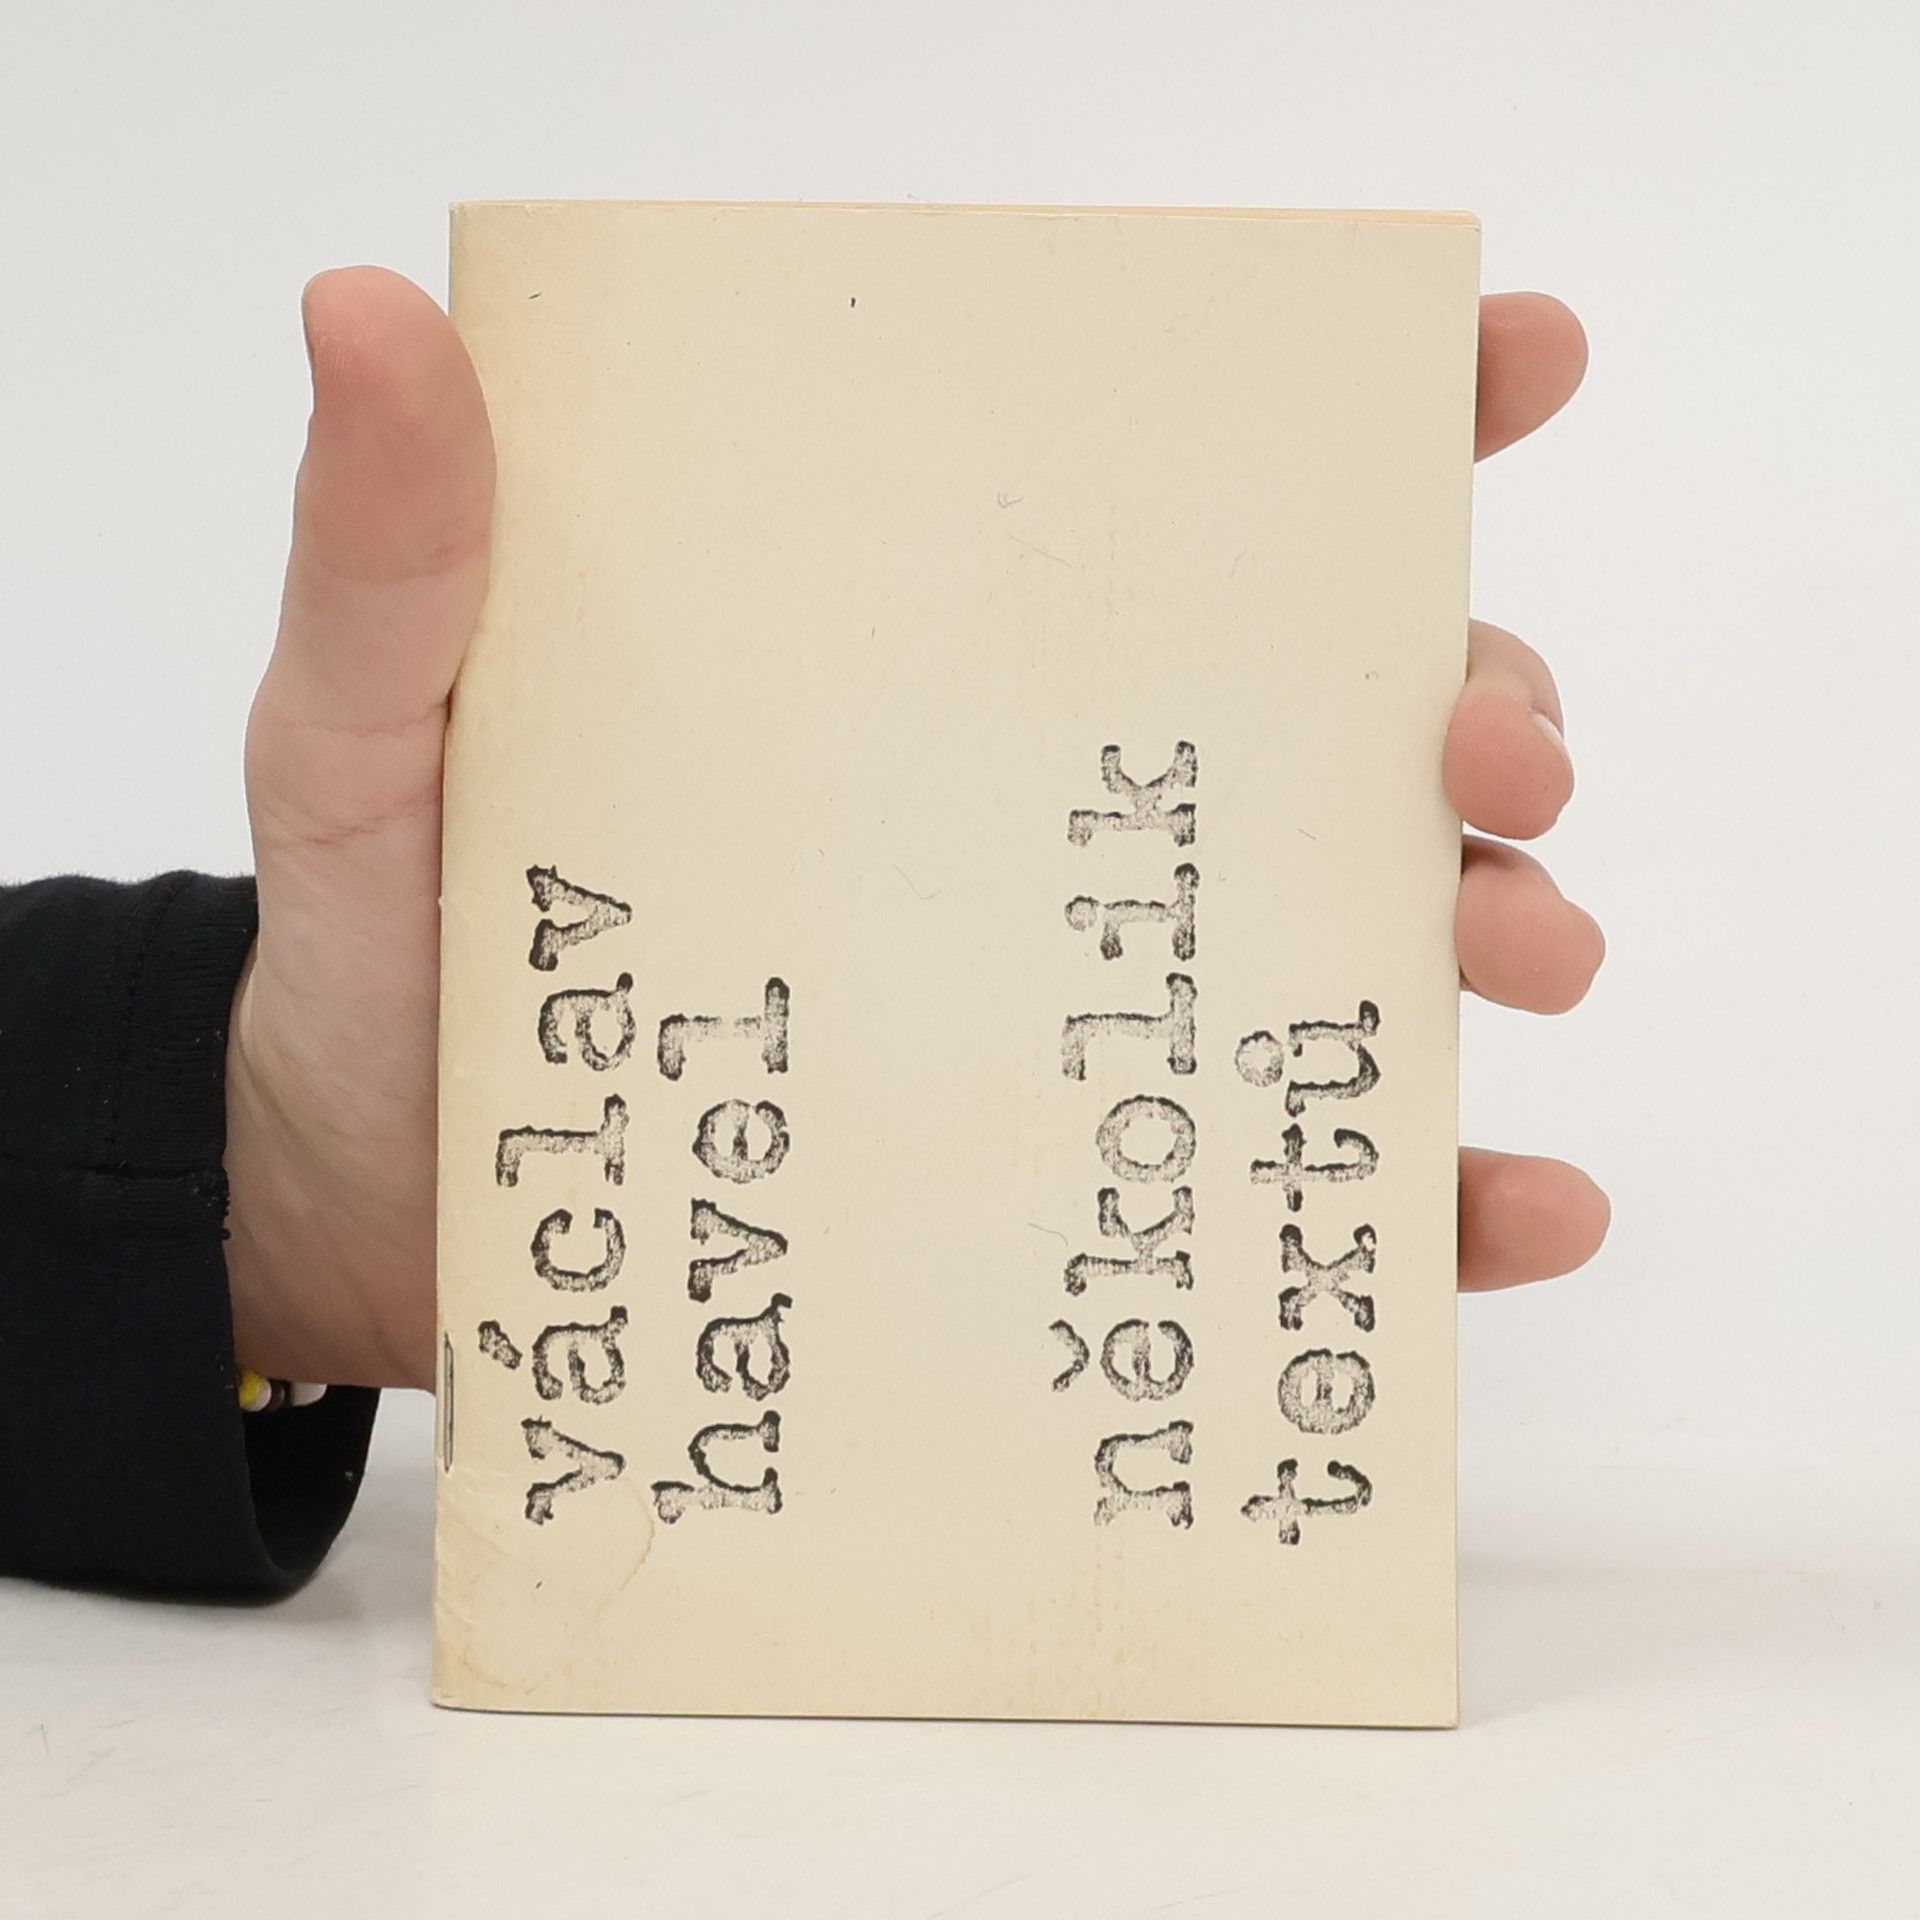 václav
havel
několik
textů